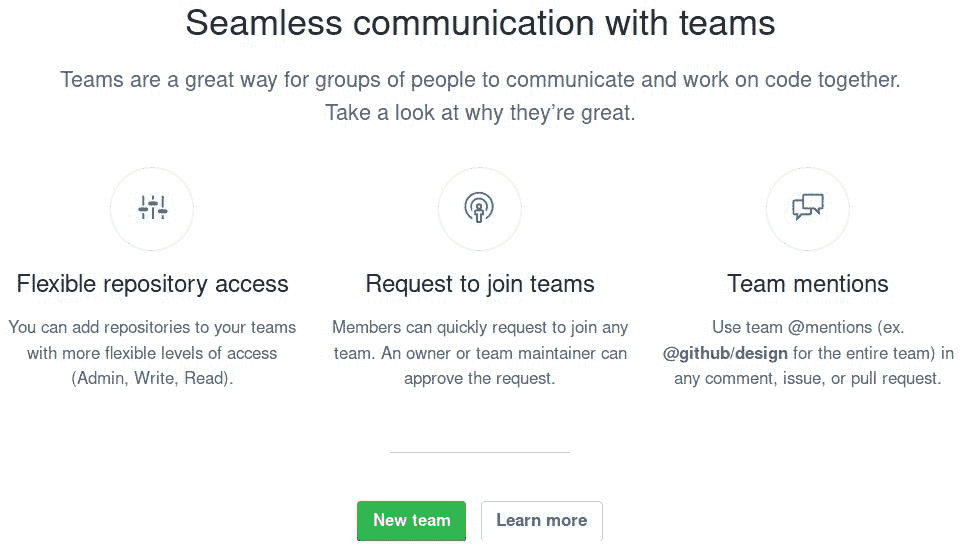 Seamless communication with teams
Teams are a great way for groups of people to communicate and work on code together.
Take a look at why they’re great.
Flexible repository access
You can add repositories to your teams
with more flexible levels of access
(Admin, Write, Read).
Request to join teams
Members can quickly request to join any
team. An owner or team maintainer can
approve the request.
Team mentions
Use team @mentions (ex.
@github/design for the entire team) in
any comment, issue, or pull request.
New team
Learn more